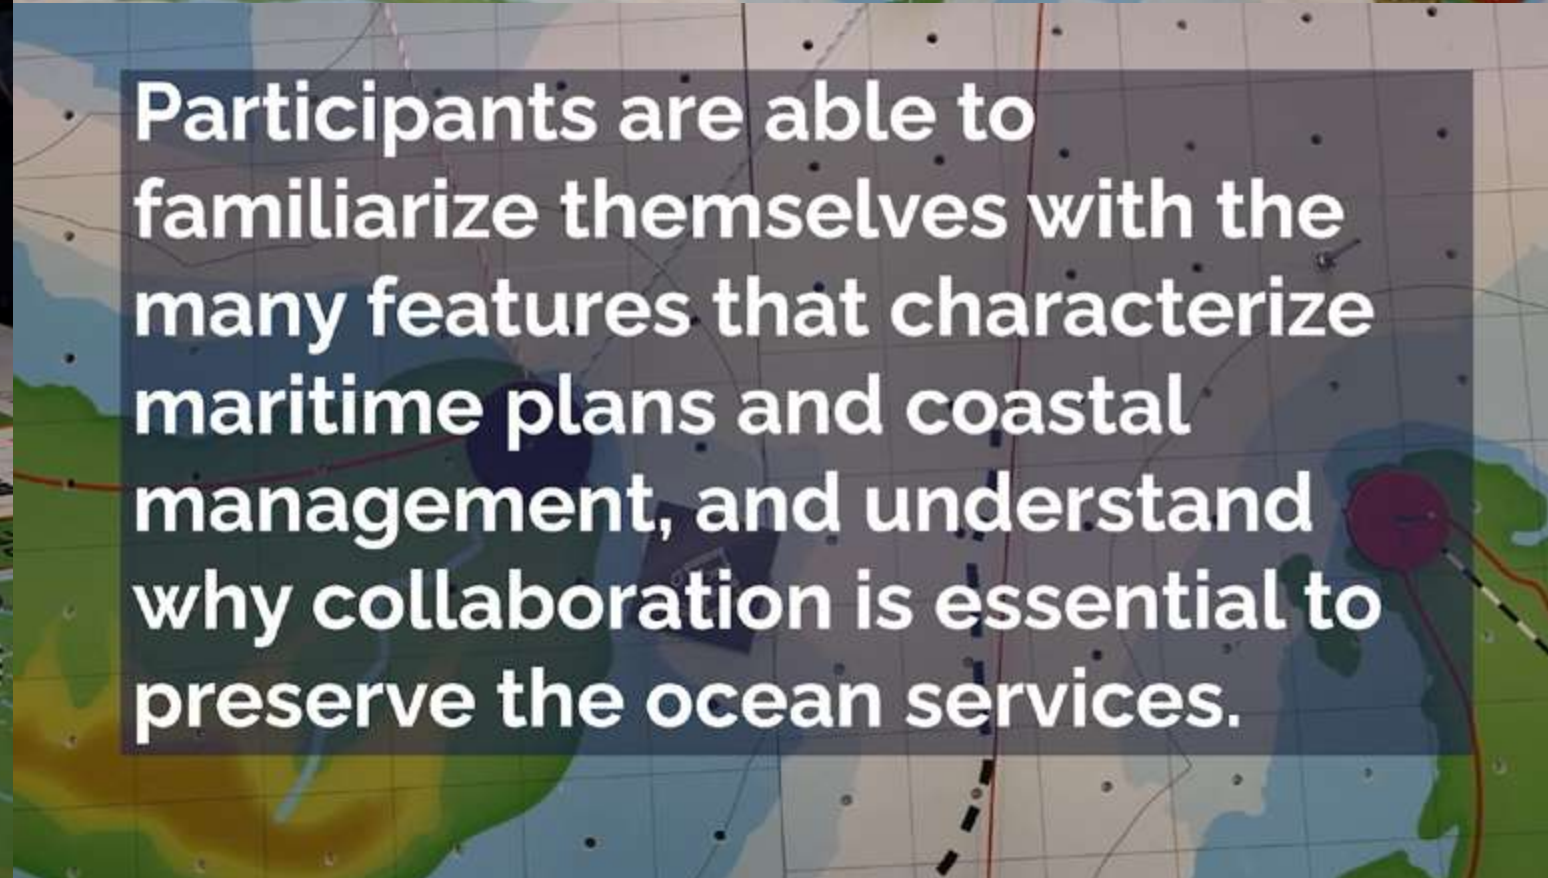 Participants are able to
familiarize themselves with the
many features that characterize
maritime plans and coastal
management, and understand
why collaboration is essential to
preserve the ocean services.